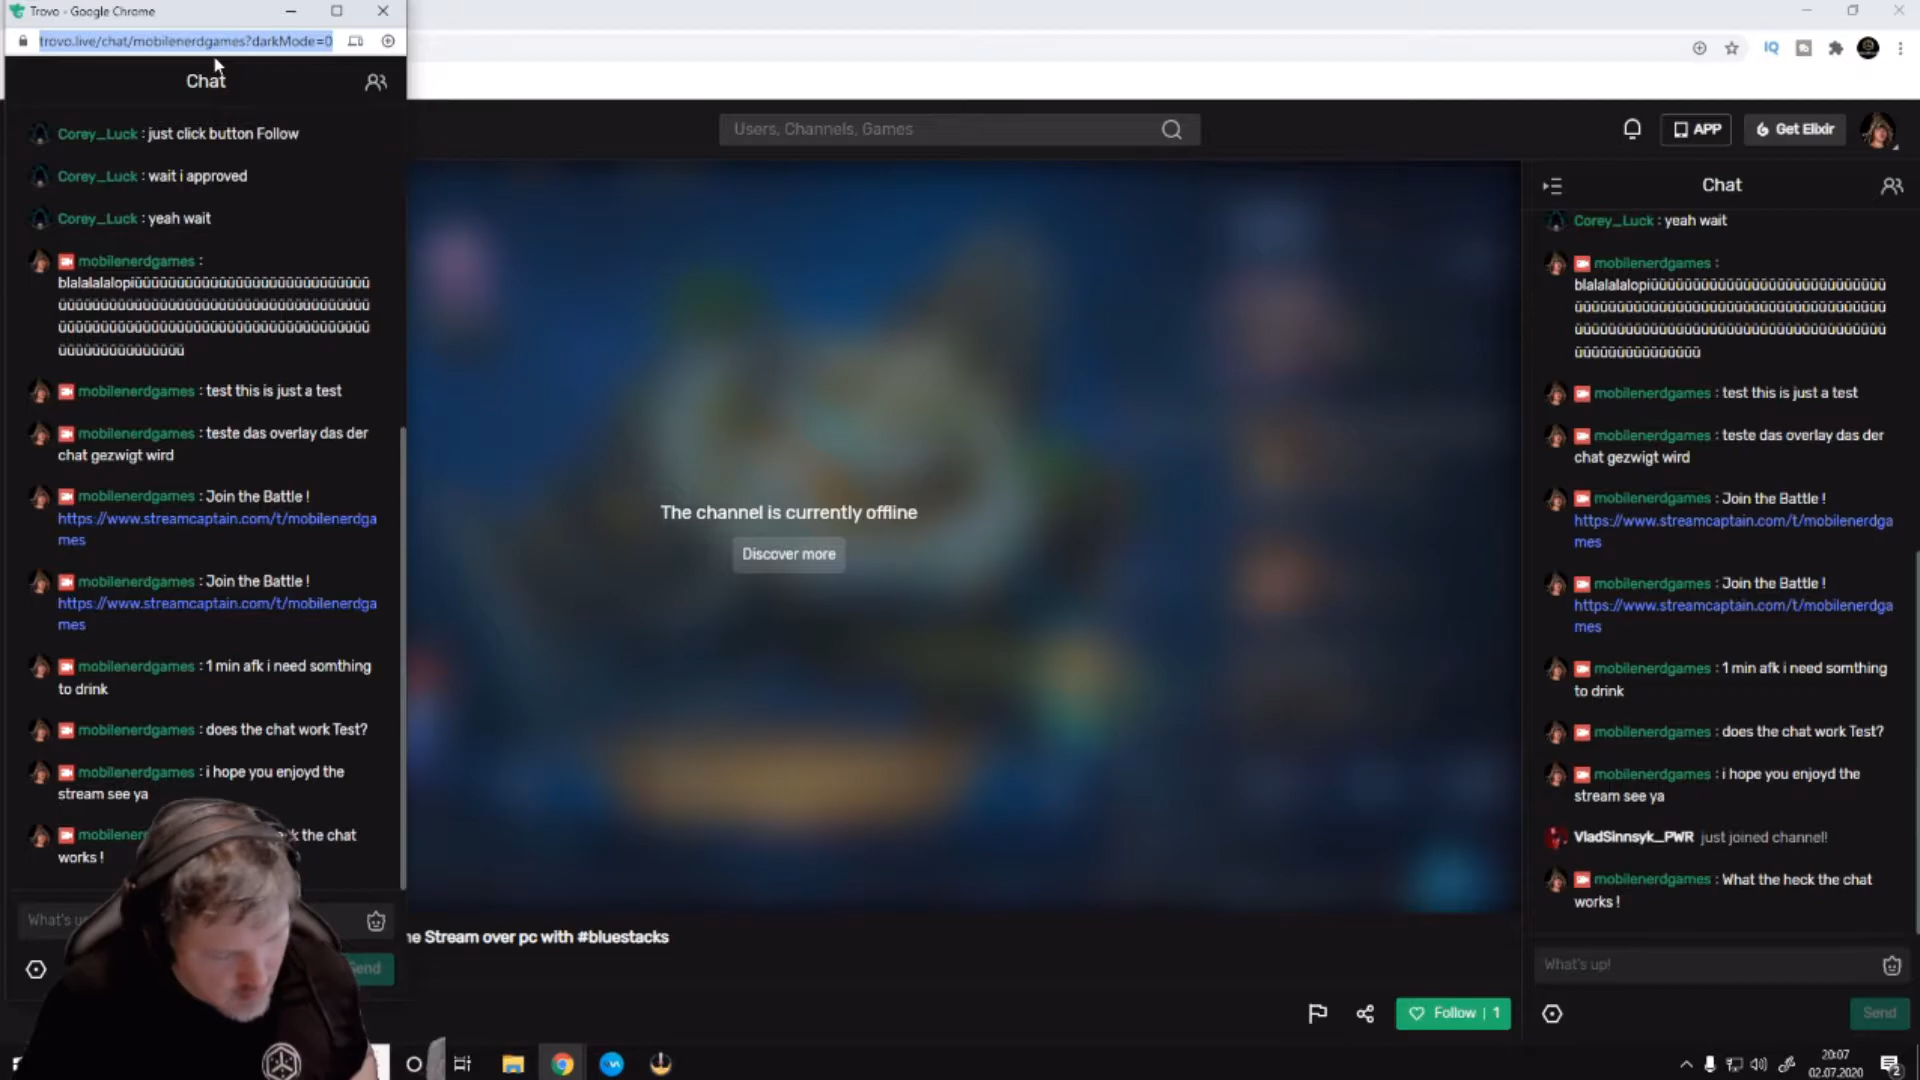 Trovo - Google Chrome
trovo.live/chat/mobilenerdgames?darkMode=0
Chat
Corey_Luck : just click button Follow
Corey_Luck : wait i approved
Corey_Luck : yeah wait
mobilenerdgames :
mobilenerdgames : test this is just a test
mobilenerdgames : teste das overlay das der
chat gezwigt wird
mobilenerdgames : Join the Battle !
https://www.streamcaptain.com/t/mobilenerdga
mes
mobilenerdgames : Join the Battle !
https://www.streamcaptain.com/t/mobilenerdga
mes
mobilenerdgames : 1 min afk i need somthing
to drink
mobilenerdgames : does the chat work Test?
mobilenerdgames : i hope you enjoyd the
stream see ya
the chat
works !
Send
IQ
Users, Channels, Games
APP
Get Elixir
The channel is currently offline
Discover more
Stream over pc with #bluestacks
Follow | 1
Chat
Corey_Luck : yeah wait
mobilenerdgames :
mobilenerdgames : test this is just a test
mobilenerdgames : teste das overlay das der
chat gezwigt wird
mobilenerdgames : Join the Battle !
https://www.streamcaptain.com/t/mobilenerdga
mes
mobilenerdgames : Join the Battle !
https://www.streamcaptain.com/t/mobilenerdga
mes
mobilenerdgames : 1 min afk i need somthing
to drink
mobilenerdgames : does the chat work Test?
mobilenerdgames : i hope you enjoyd the
stream see ya
VladSinnsyk_PWR just joined channel!
mobilenerdgames : What the heck the chat
works !
What's up!
Send
20:07
02.07.2020
2